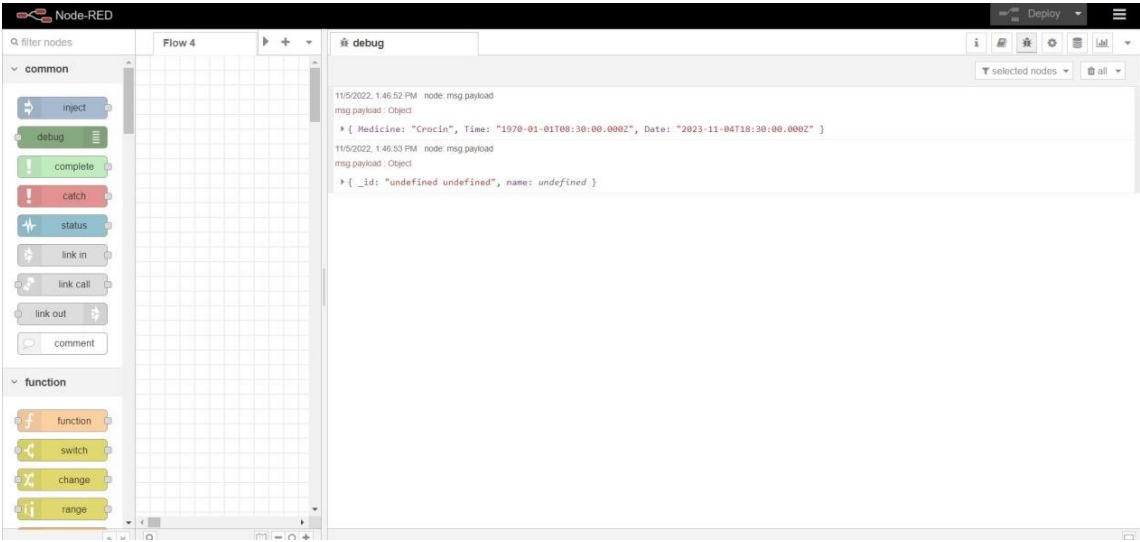 Node-RED
Deploy
filter nodes
Flow 4
debug
i
common
selected nodes
all
inject
debug
complete
catch
status
link in
link call
link out
comment
function
function
switch
change
range
11/5/2022, 1:46:52 PM node: msg.payload
msg.payload : Object
{ Medicine: "Crocin", Time: "1970-01-01T08:30:00.000Z", Date: "2023-11-04T18:30:00.000Z" }
11/5/2022, 1:46:53 PM node: msg.payload
msg.payload : Object
{ _id: "undefined undefined", name: undefined }